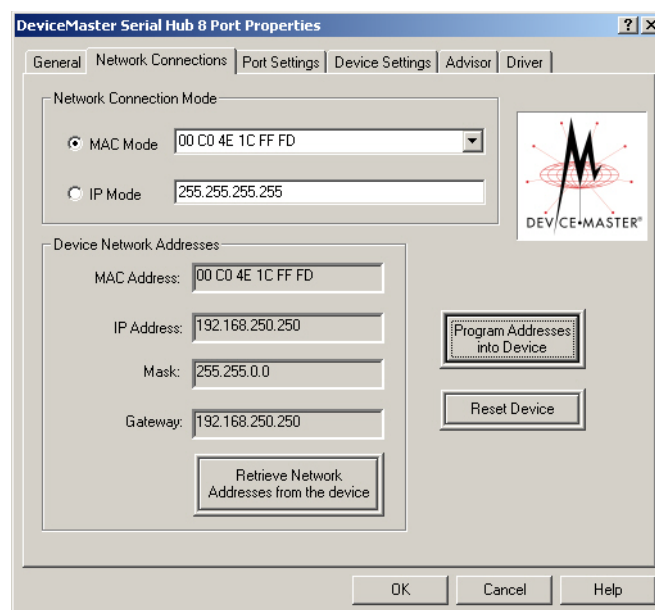 DeviceMaster Serial Hub 8 Port Properties
General Network Connections Port Settings Device Settings Advisor Driver
Network Connection Mode
MAC Mode 00 C0 4E 1C FF FD
IP Mode 255.255.255.255
DEVICE•MASTER®
Device Network Addresses
MAC Address: 00 C0 4E 1C FF FD
IP Address: 192.168.250.250
Mask: 255.255.0.0
Gateway: 192.168.250.250
Retrieve Network
Addresses from the device
Program Addresses
into Device
Reset Device
OK Cancel Help